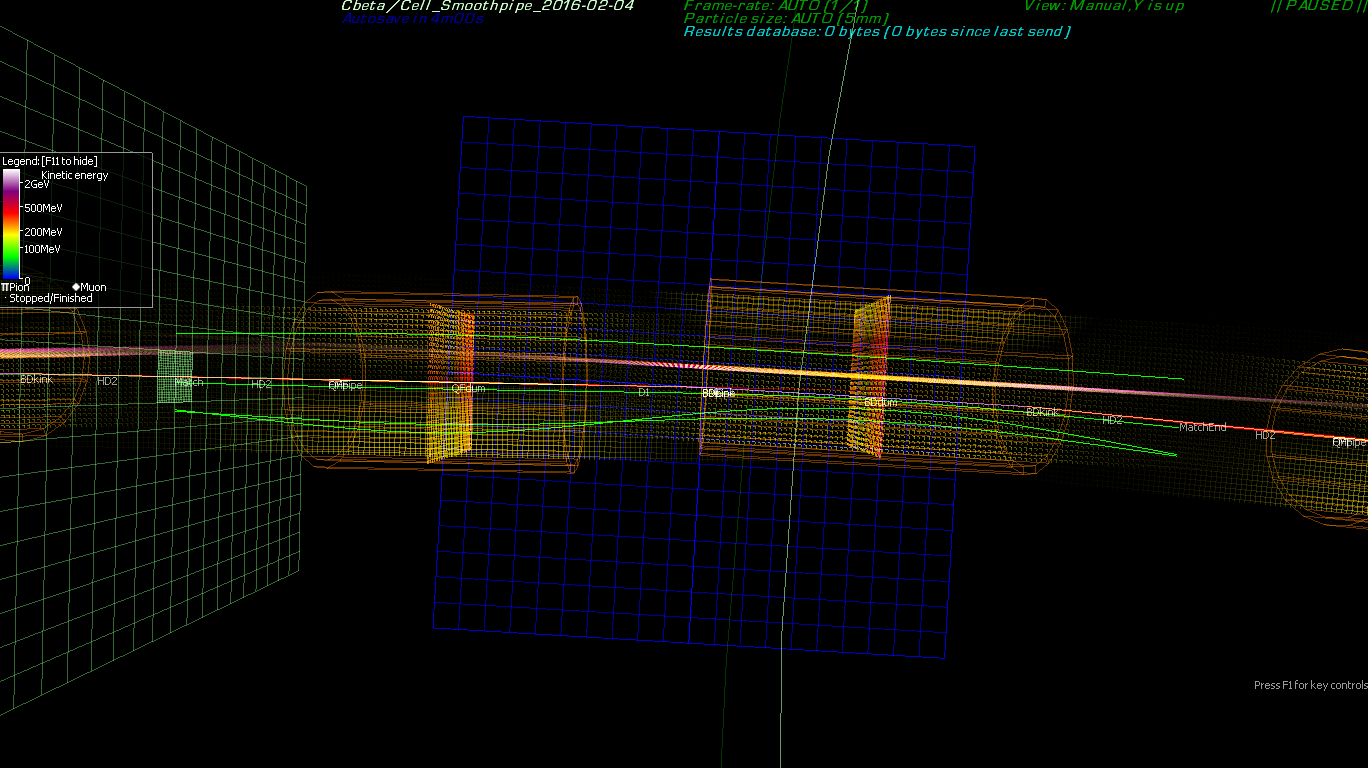 Cbeta/Cell_Smoothpipe_2016-02-04
Autosave in 4m00s
Frame-rate: AUTO (1/1)
Particle size: AUTO (5mm)
Results database: 0 bytes (0 bytes since last send)
View: Manual, Y is up
|| PAUSED ||
Legend: [F11 to hide]
Kinetic energy
2GeV
500MeV
200MeV
100MeV
0
Pion
Muon
Stopped/Finished
BDkink
HD2
Match
HD2
QFdum
D1
BDdum
BDkink
HD2
MatchEnd
HD2
Press F1 for key controls